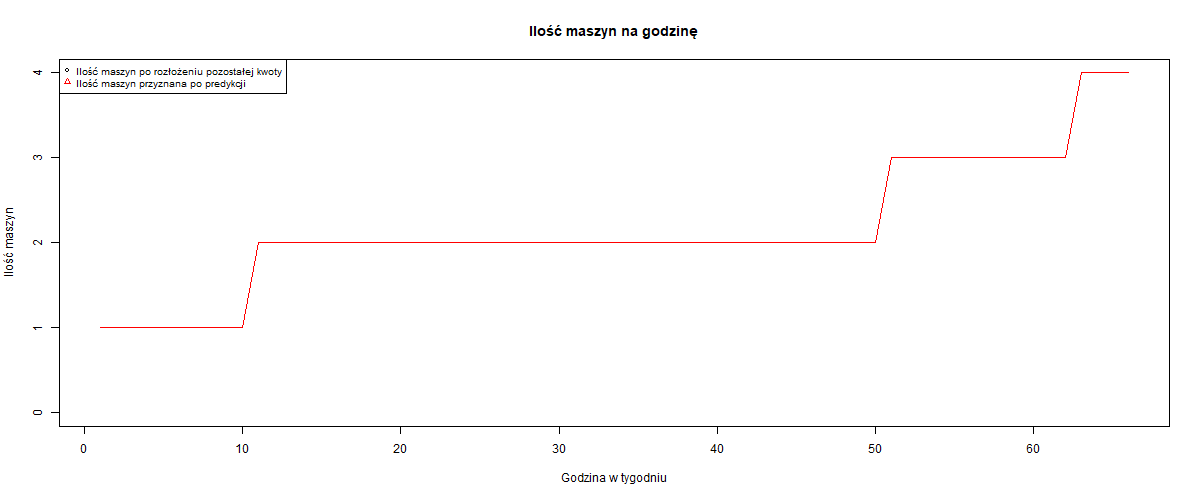 Ilość maszyn na godzinę
Ilość maszyn po rozłożeniu pozostałej kwoty
Ilość maszyn przyznana po predykcji
Ilość maszyn
4
3
2
1
0
0 10 20 30 40 50 60
Godzina w tygodniu